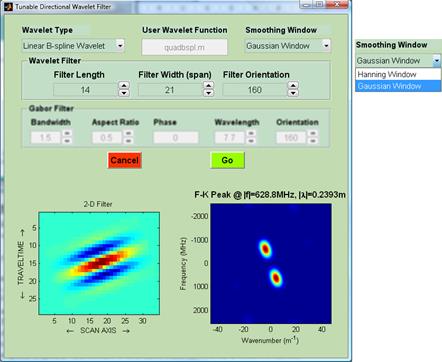 Tunable Directional Wavelet Filter
Wavelet Type User Wavelet Function Smoothing Window
Linear B-spline Wavelet quadbspl.m Gaussian Window
Wavelet Filter
Filter Length Filter Width (span) Filter Orientation
14 21 160
Gabor Filter
Bandwidth Aspect Ratio Phase Wavelength Orientation
1.5 0.5 0 7.7 160
Cancel Go
Smoothing Window
Gaussian Window
Hanning Window
Gaussian Window
2-D Filter
← TRAVELTIME →
5
10
15
20
25
5 10 15 20 25 30
← SCAN AXIS →
F-K Peak @ |f|=628.8MHz, |λ|=0.2393m
Frequency (MHz)
-2000
-1000
0
1000
2000
-40 -20 0 20 40
Wavenumber (m⁻¹)